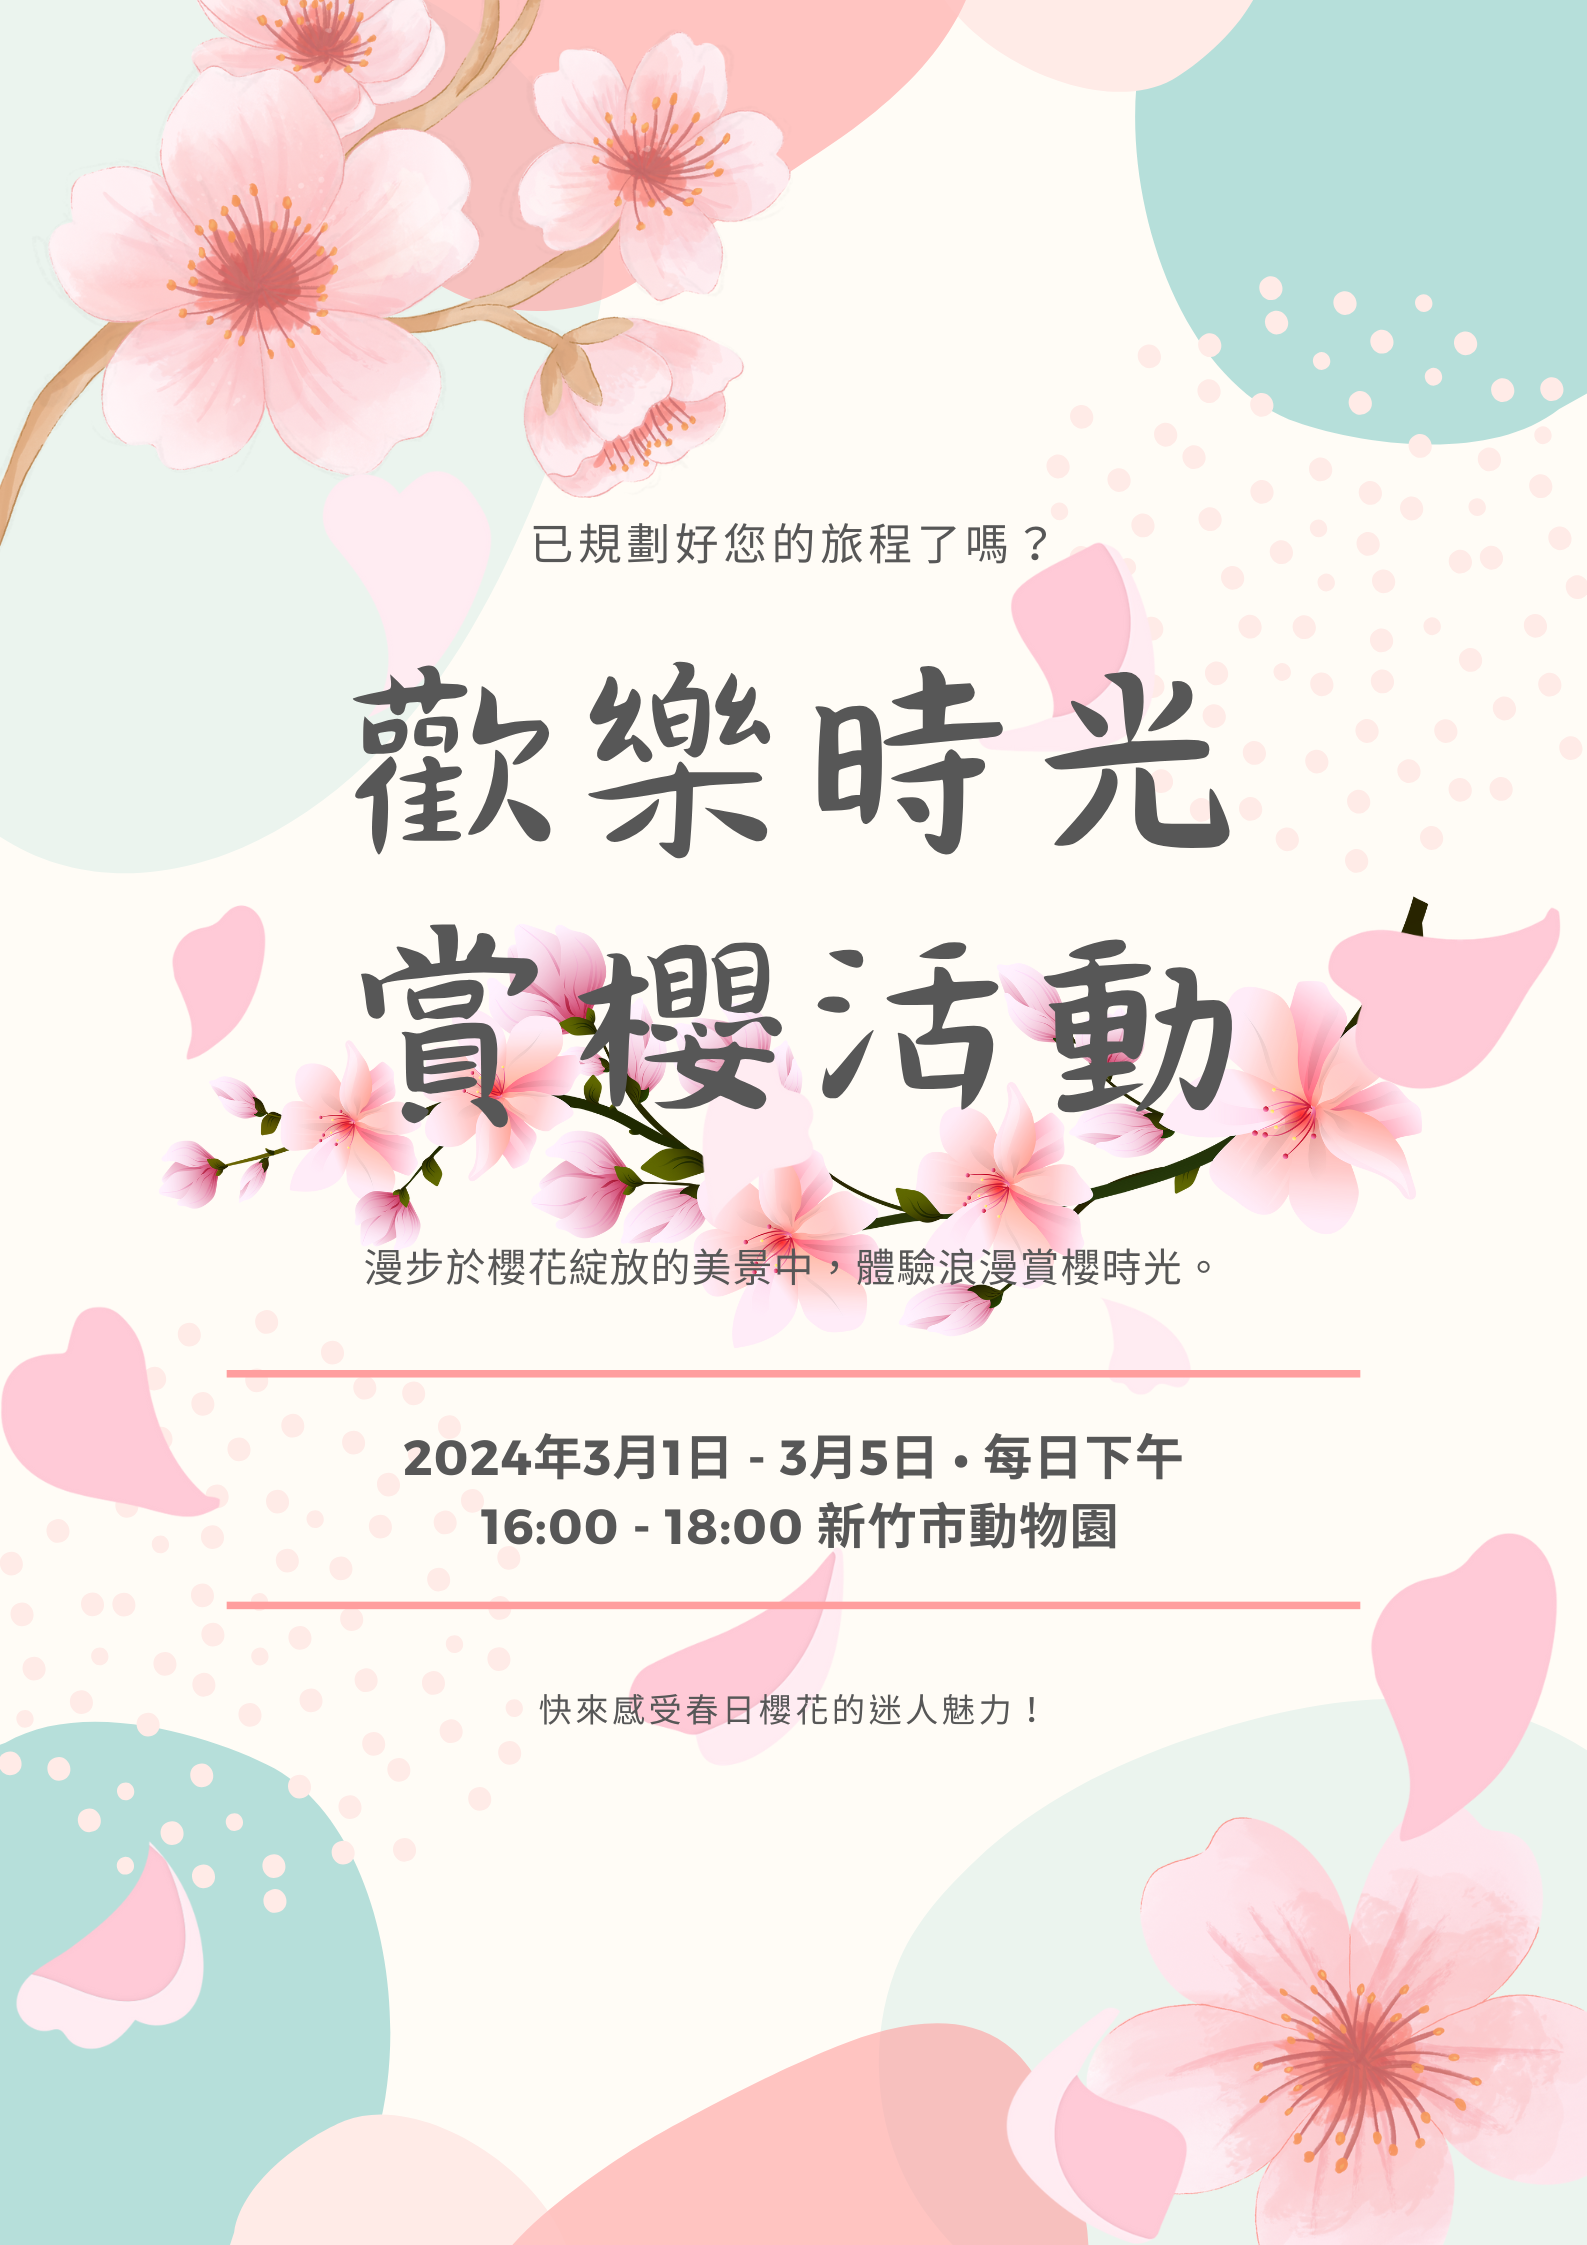 已規劃好您的旅程了嗎？
歡樂時光
賞櫻活動
漫步於櫻花綻放的美景中，體驗浪漫賞櫻時光。
2024年3月1日 - 3月5日 • 每日下午
16:00 - 18:00 新竹市動物園
快來感受春日櫻花的迷人魅力！